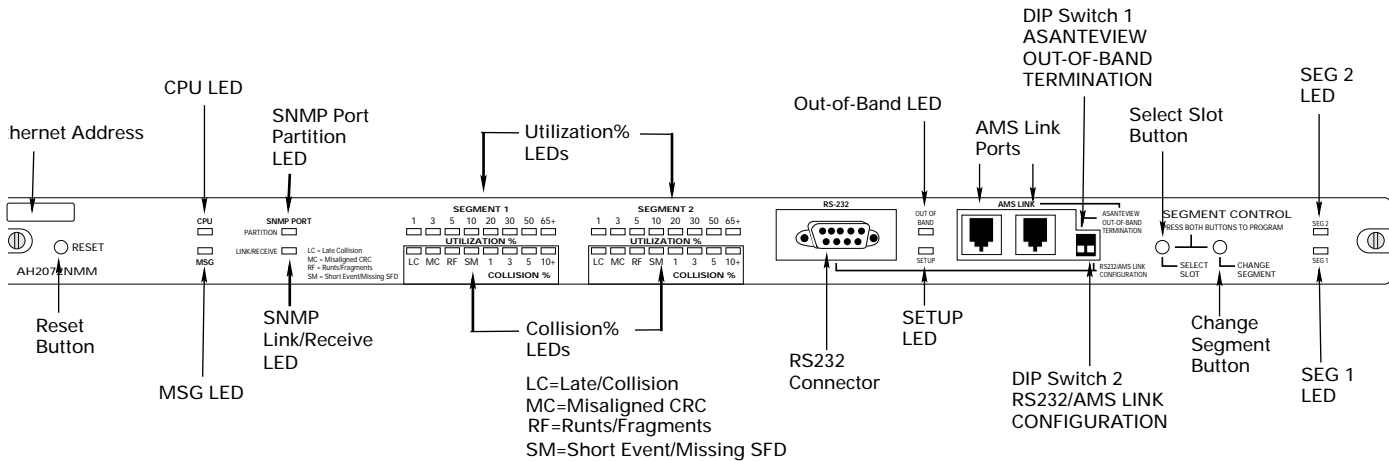 DIP Switch 1
ASANTEVIEW
OUT-OF-BAND
TERMINATION
SEG 2
LED
CPU LED
SNMP Port
Partition
LED
Out-of-Band LED
AMS Link
Ports
Select Slot
Button
hernet Address
Utilization%
LEDs
CPU
SNMP PORT
PARTITION
LINK/RECEIVE
MSG
LC = Late Collision
MC = Misaligned CRC
RF = Runts/Fragments
SM = Short Event/Missing SFD
RESET
AH2072NMM
SEGMENT 1
1 3 5 10 20 30 50 65+
UTILIZATION %
LC MC RF SM 1 3 5 10+
COLLISION %
SEGMENT 2
1 3 5 10 20 30 50 65+
UTILIZATION %
LC MC RF SM 1 3 5 10+
COLLISION %
RS-232
OUT OF
BAND
SETUP
AMS LINK
ASANTEVIEW
OUT-OF-BAND
TERMINATION
RS232/AMS LINK
CONFIGURATION
SEGMENT CONTROL
PRESS BOTH BUTTONS TO PROGRAM
SELECT
SLOT
CHANGE
SEGMENT
SEG 2
SEG 1
Reset
Button
MSG LED
SNMP
Link/Receive
LED
Collision%
LEDs
LC=Late/Collision
MC=Misaligned CRC
RF=Runts/Fragments
SM=Short Event/Missing SFD
RS232
Connector
SETUP
LED
DIP Switch 2
RS232/AMS LINK
CONFIGURATION
Change
Segment
Button
SEG 1
LED